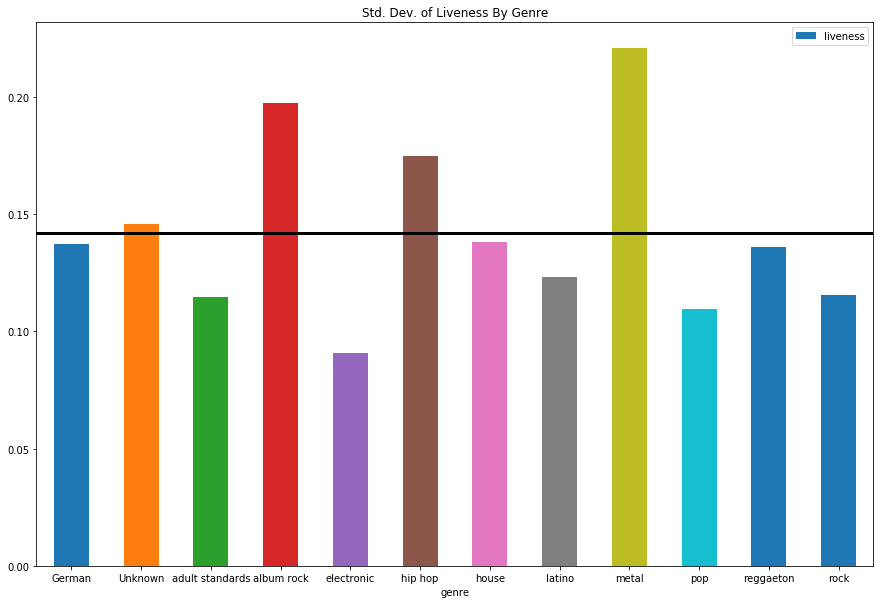 Std. Dev. of Liveness By Genre
liveness
0.20
0.15
0.10
0.05
0.00
German Unknown adult standards album rock electronic hip hop house latino metal pop reggaeton rock
genre